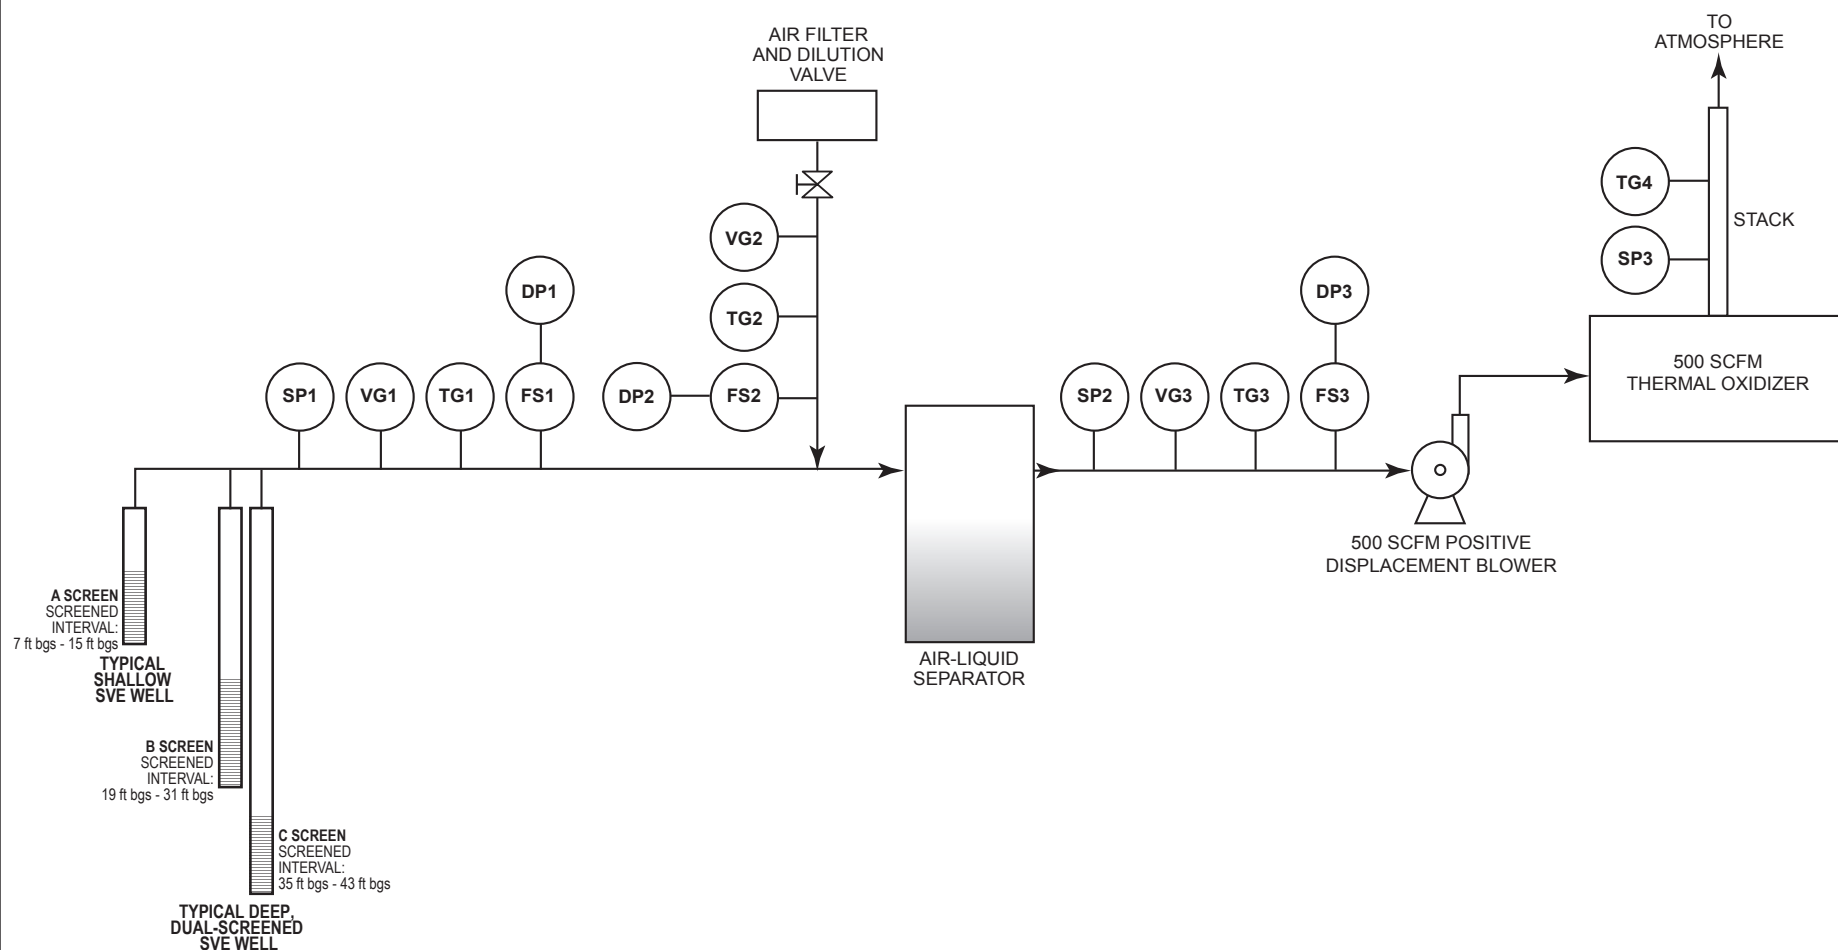 TO
ATMOSPHERE
AIR FILTER
AND DILUTION
VALVE
TG4
STACK
VG2
SP3
DP1
DP3
TG2
500 SCFM
THERMAL OXIDIZER
SP1
VG1
TG1
FS1
DP2
FS2
SP2
VG3
TG3
FS3
500 SCFM POSITIVE
DISPLACEMENT BLOWER
A SCREEN
SCREENED
INTERVAL:
7 ft bgs - 15 ft bgs
TYPICAL
SHALLOW
SVE WELL
AIR-LIQUID
SEPARATOR
B SCREEN
SCREENED
INTERVAL:
19 ft bgs - 31 ft bgs
C SCREEN
SCREENED
INTERVAL:
35 ft bgs - 43 ft bgs
TYPICAL DEEP,
DUAL-SCREENED
SVE WELL